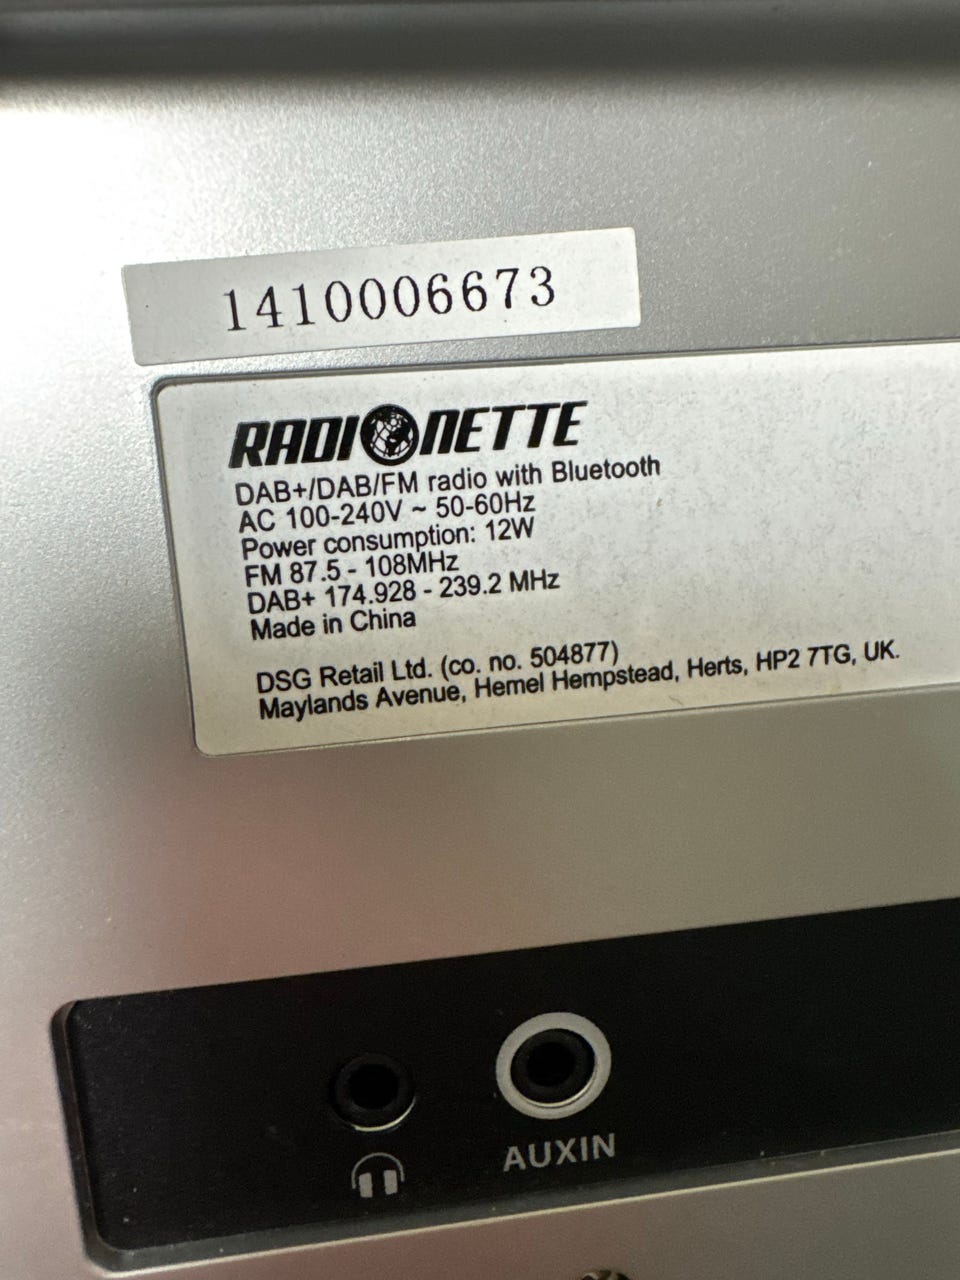 1410006673
RADIONETTE
DAB+/DAB/FM radio with Bluetooth
AC 100-240V ~ 50-60Hz
Power consumption: 12W
FM 87.5 - 108MHz
DAB+ 174.928 - 239.2 MHz
Made in China
DSG Retail Ltd. (co. no. 504877)
Maylands Avenue, Hemel Hempstead, Herts, HP2 7TG, UK.
AUXIN